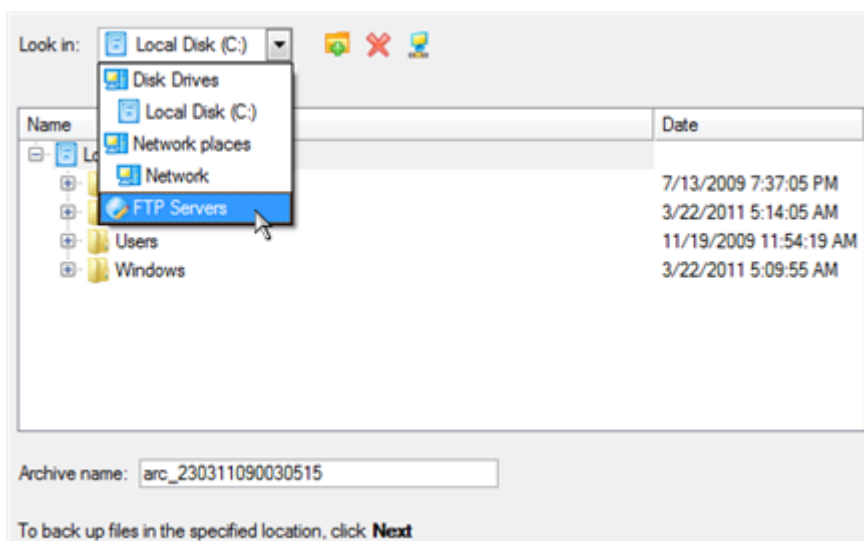 Look in: Local Disk (C:)
Disk Drives
Local Disk (C:)
Name Date
Network places
Network
7/13/2009 7:37:05 PM
FTP Servers 3/22/2011 5:14:05 AM
Users 11/19/2009 11:54:19 AM
Windows 3/22/2011 5:09:55 AM
Archive name: arc_230311090030515
To back up files in the specified location, click Next